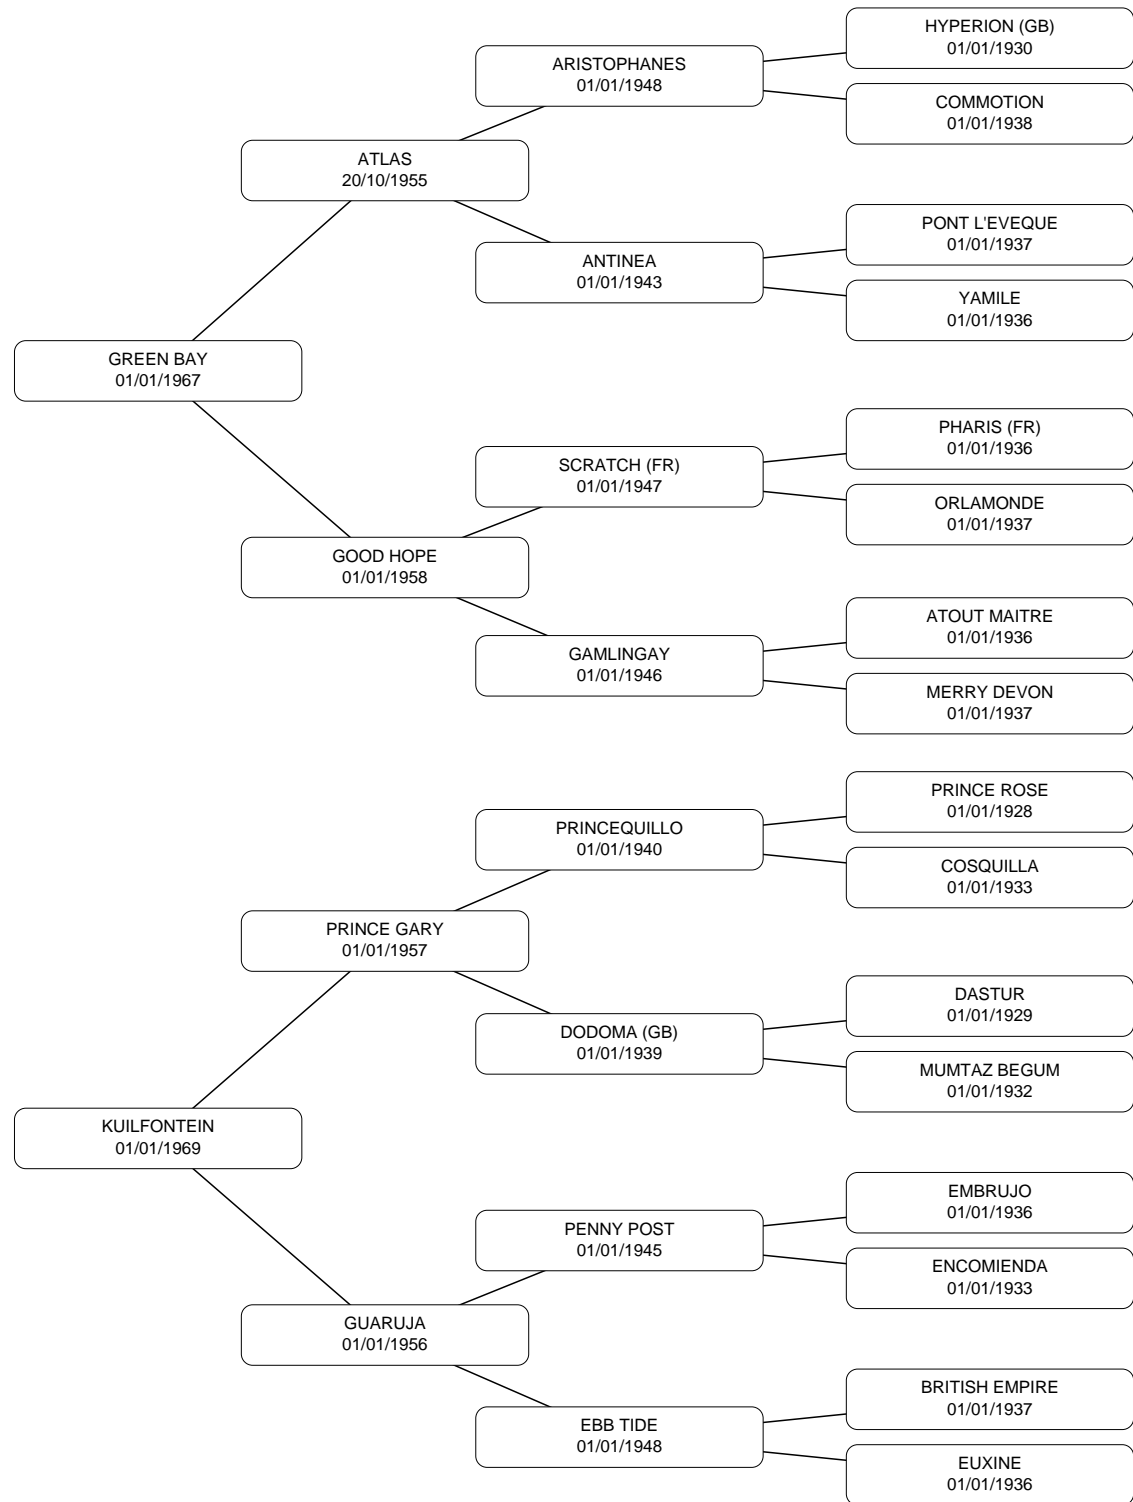 HYPERION (GB)
01/01/1930
ARISTOPHANES
01/01/1948
COMMOTION
01/01/1938
ATLAS
20/10/1955
PONT L'EVEQUE
01/01/1937
ANTINEA
01/01/1943
YAMILE
01/01/1936
GREEN BAY
01/01/1967
PHARIS (FR)
01/01/1936
SCRATCH (FR)
01/01/1947
ORLAMONDE
01/01/1937
GOOD HOPE
01/01/1958
ATOUT MAITRE
01/01/1936
GAMLINGAY
01/01/1946
MERRY DEVON
01/01/1937
PRINCE ROSE
01/01/1928
PRINCEQUILLO
01/01/1940
COSQUILLA
01/01/1933
PRINCE GARY
01/01/1957
DASTUR
01/01/1929
DODOMA (GB)
01/01/1939
MUMTAZ BEGUM
01/01/1932
KUILFONTEIN
01/01/1969
EMBRUJO
01/01/1936
PENNY POST
01/01/1945
ENCOMIENDA
01/01/1933
GUARUJA
01/01/1956
BRITISH EMPIRE
01/01/1937
EBB TIDE
01/01/1948
EUXINE
01/01/1936